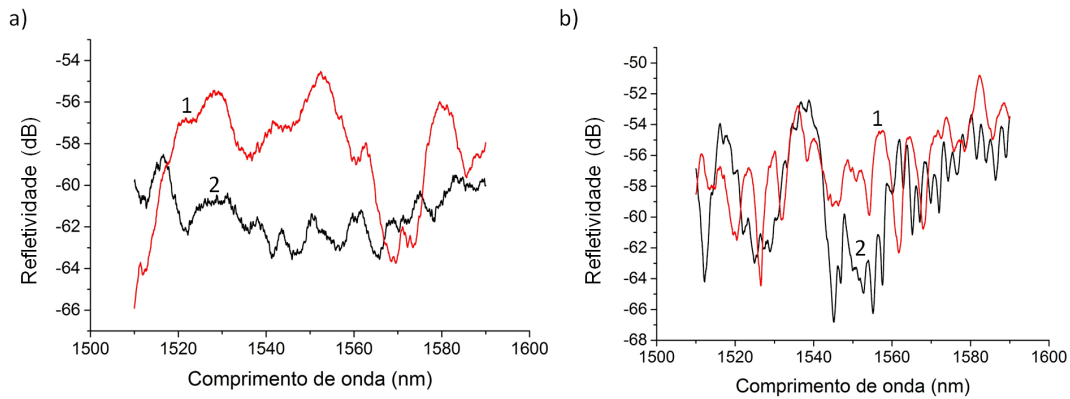 a)
-54
-56
-58
-60
-62
-64
-66
Refletividade (dB)
1
2
1500 1520 1540 1560 1580 1600
Comprimento de onda (nm)
b)
-50
-52
-54
-56
-58
-60
-62
-64
-66
-68
Refletividade (dB)
1
2
1500 1520 1540 1560 1580 1600
Comprimento de onda (nm)